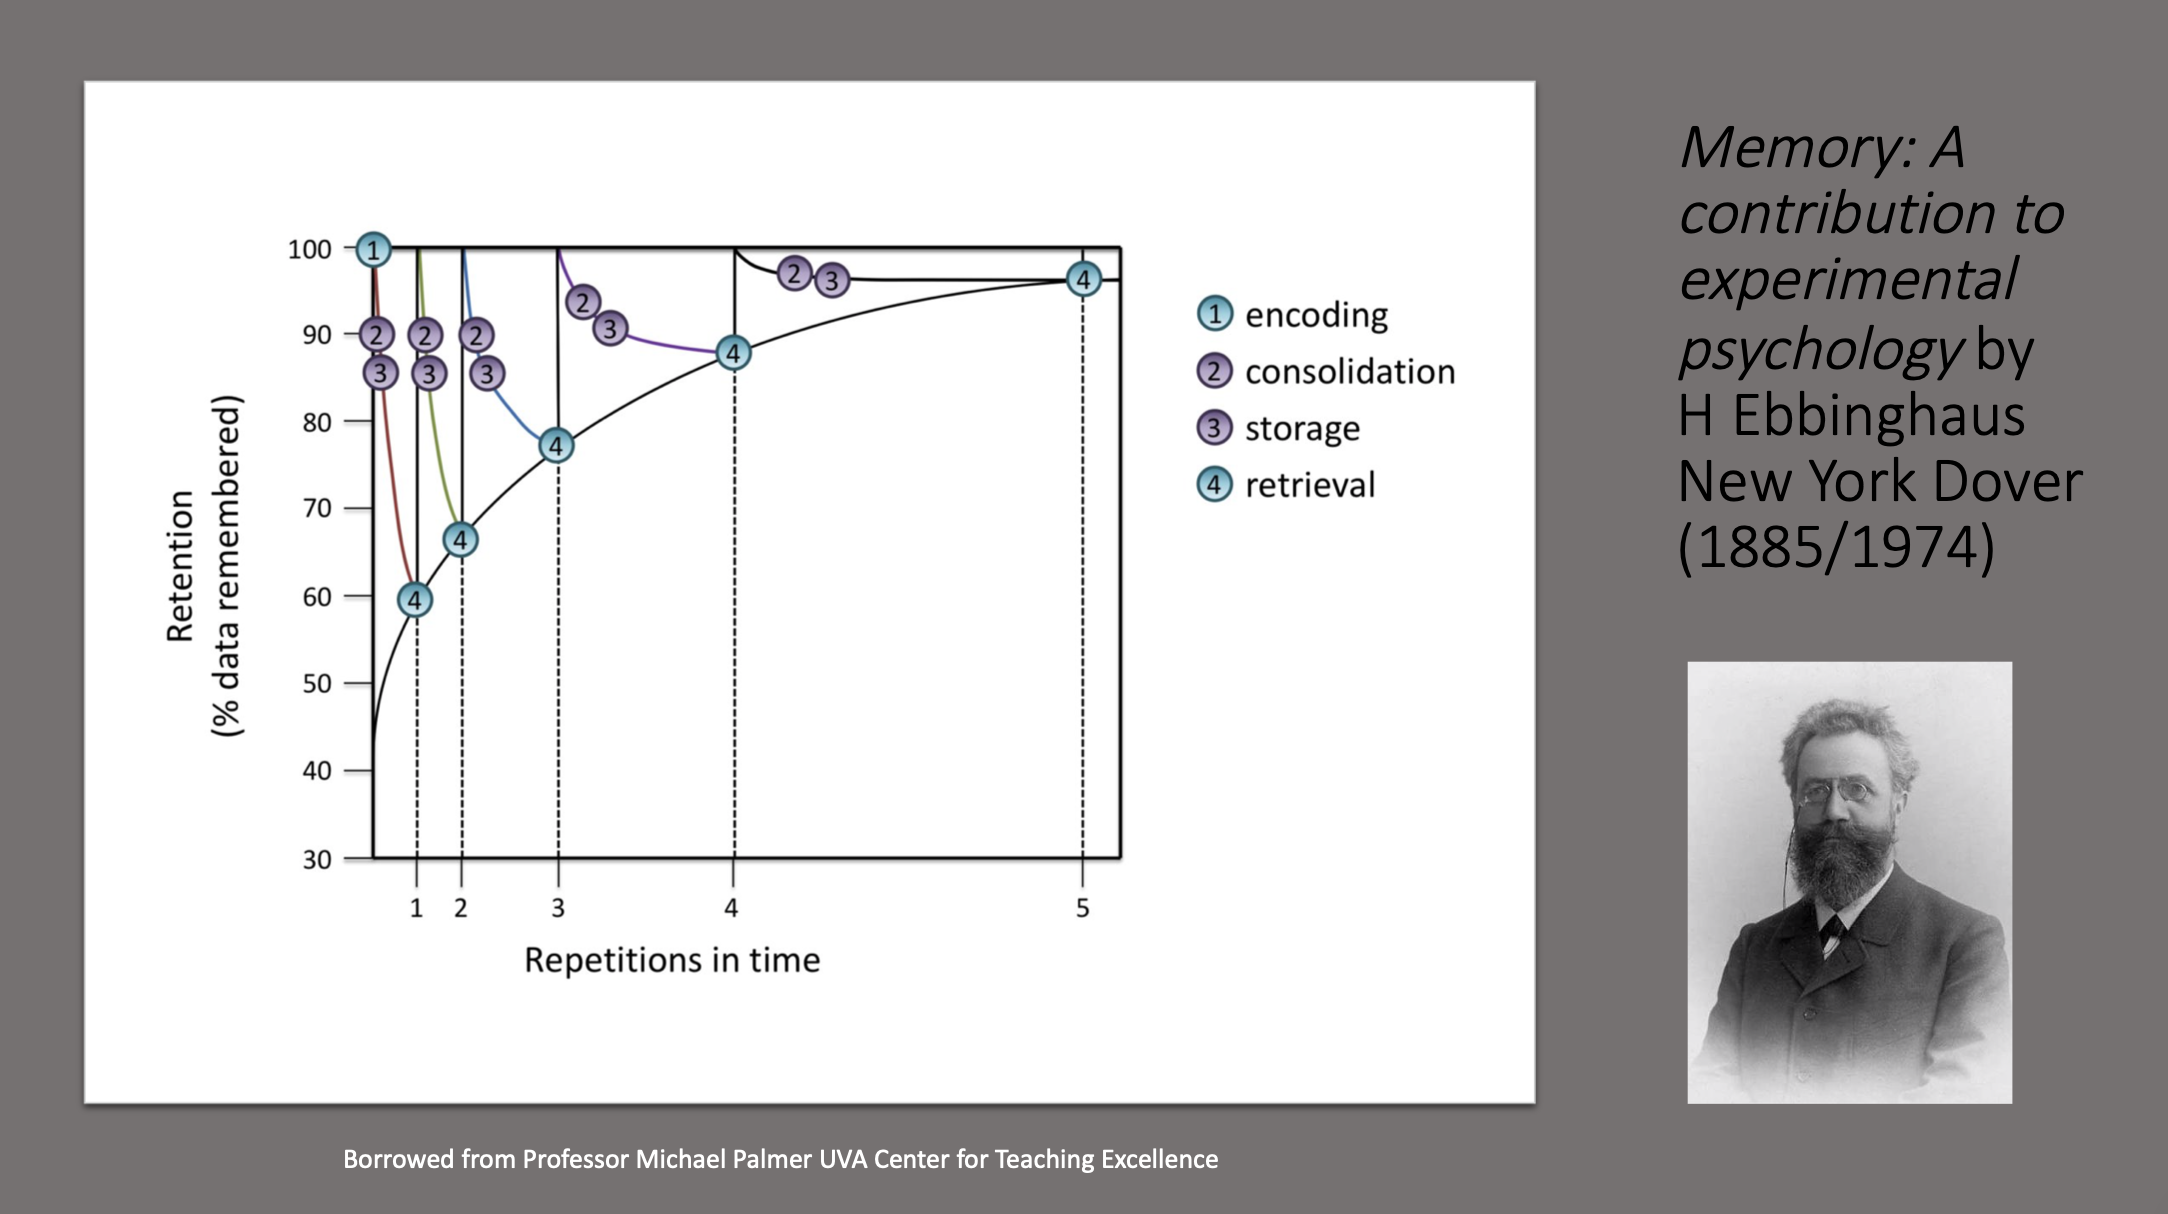 Memory: A
contribution to
experimental
psychology by
H Ebbinghaus
New York Dover
(1885/1974)
Retention
(% data remembered)
100
90
80
70
60
50
40
30
1
2
3
2
3
2
3
2
3
2
3
4
4
4
4
4
1 2 3 4 5
Repetitions in time
1 encoding
2 consolidation
3 storage
4 retrieval
Borrowed from Professor Michael Palmer UVA Center for Teaching Excellence